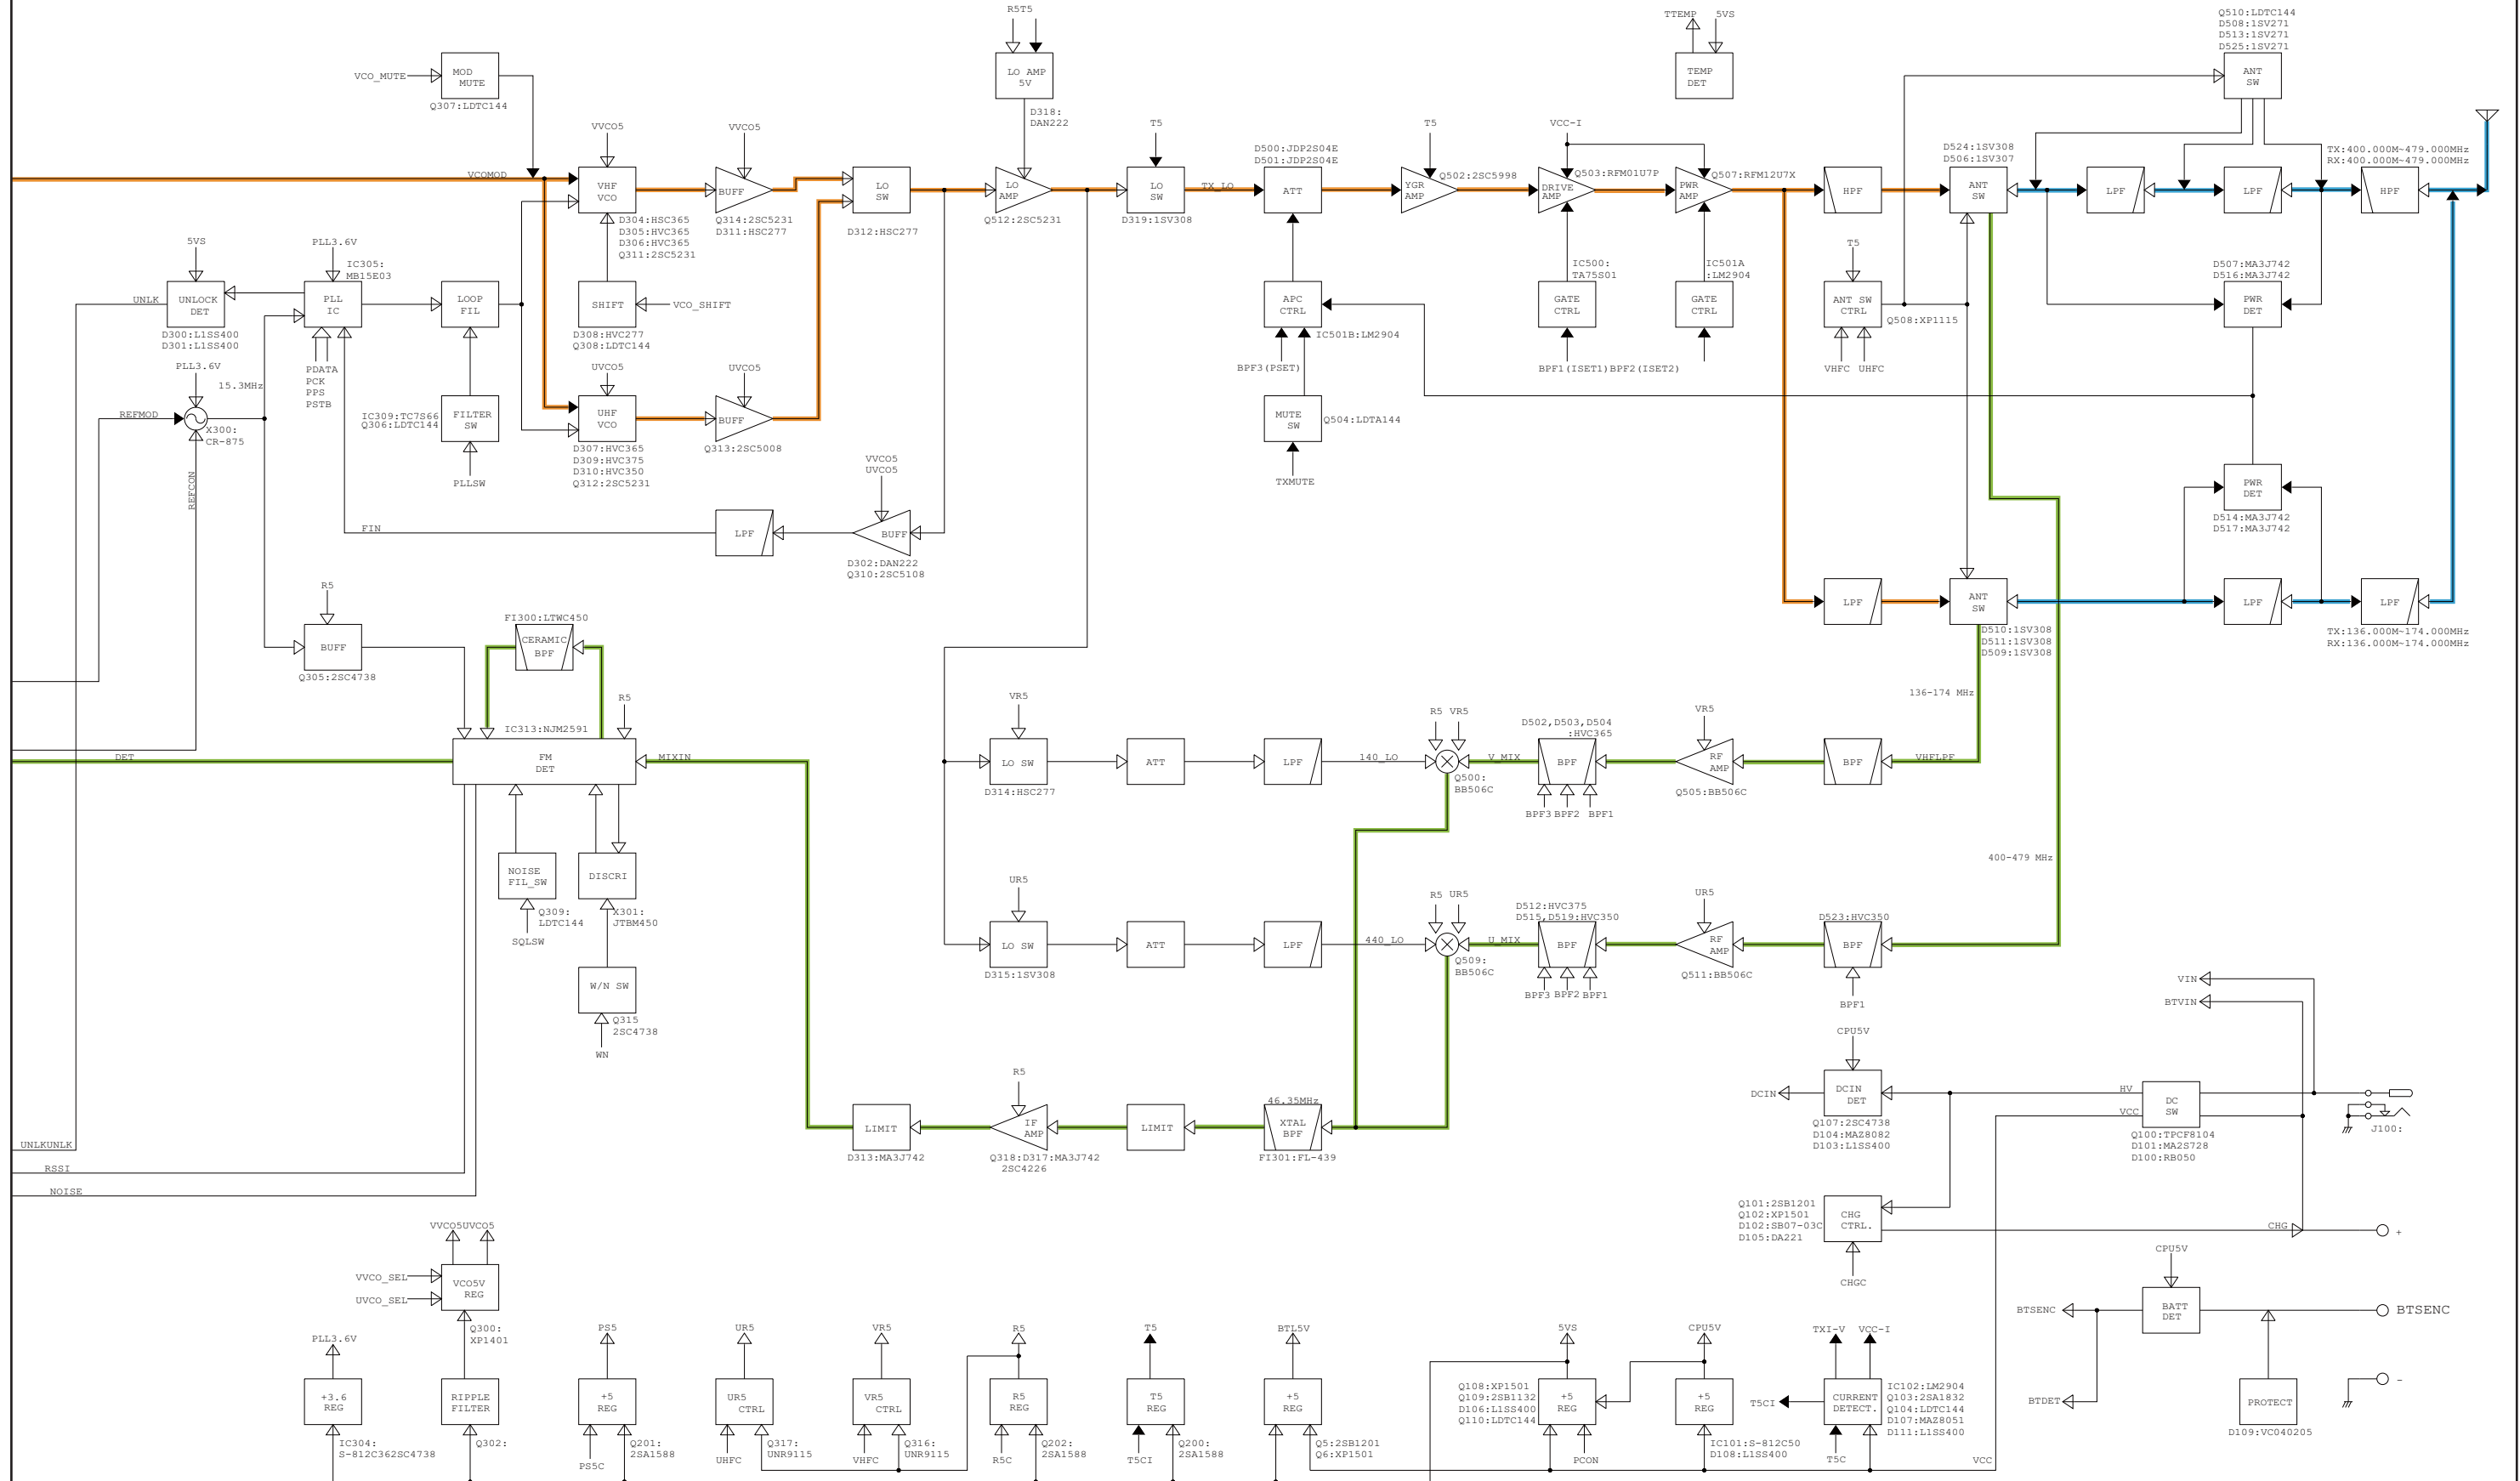 R5T5
VCO_MUTE
MOD
MUTE
Q307:LDTC144
LO AMP
5V
D318:
DAN222
TTEMP
5VS
TEMP
DET
Q510:LDTC144
D508:1SV271
D513:1SV271
D525:1SV271
ANT
SW
VCOMOD
VVCO5
VHF
VCO
D304:HSC365
D305:HVC365
D306:HVC365
Q311:2SC5231
VVCO5
BUFF
Q314:2SC5231
D311:HSC277
LO
SW
D312:HSC277
LO
AMP
Q512:2SC5231
T5
LO
SW
D319:1SV308
TX_LO
D500:JDP2S04E
D501:JDP2S04E
ATT
T5
YGR
AMP
Q502:2SC5998
VCC-I
DRIVE
AMP
Q503:RFM01U7P
PWR
AMP
Q507:RFM12U7X
HPF
D524:1SV308
D506:1SV307
ANT
SW
LPF
LPF
HPF
TX:400.000M~479.000MHz
RX:400.000M~479.000MHz
5VS
UNLK
UNLOCK
DET
D300:L1SS400
D301:L1SS400
PLL3.6V
IC305:
MB15E03
PLL
IC
PDATA
PCK
PPS
PSTB
LOOP
FIL
SHIFT
VCO_SHIFT
D308:HVC277
Q308:LDTC144
APC
CTRL
IC501B:LM2904
BPF3(PSET)
IC500:
TA75S01
GATE
CTRL
BPF1(ISET1)BPF2(ISET2)
IC501A
:LM2904
GATE
CTRL
T5
ANT SW
CTRL
Q508:XP1115
VHFC
UHFC
D507:MA3J742
D516:MA3J742
PWR
DET
PLL3.6V
15.3MHz
REFMOD
X300:
CR-875
REFCON
IC309:TC7S66
Q306:LDTC144
FILTER
SW
PLLSW
UVCO5
UHF
VCO
D307:HVC365
D309:HVC375
D310:HVC350
Q312:2SC5231
UVCO5
BUFF
Q313:2SC5008
MUTE
SW
Q504:LDTA144
TXMUTE
VVCO5
UVCO5
BUFF
D302:DAN222
Q310:2SC5108
LPF
FIN
PWR
DET
D514:MA3J742
D517:MA3J742
R5
BUFF
Q305:2SC4738
FI300:LTWC450
CERAMIC
BPF
R5
IC313:NJM2591
LPF
ANT
SW
D510:1SV308
D511:1SV308
D509:1SV308
LPF
LPF
TX:136.000M~174.000MHz
RX:136.000M~174.000MHz
136-174 MHz
DET
FM
DET
MIXIN
VR5
LO SW
D314:HSC277
ATT
LPF
140_LO
R5 VR5
Q500:
BB506C
V_MIX
D502,D503,D504
:HVC365
BPF
BPF3 BPF2 BPF1
VR5
RF
AMP
Q505:BB506C
BPF
VHFLPF
400-479 MHz
NOISE
FIL_SW
Q309:
LDTC144
SQLSW
DISCRI
X301:
JTBM450
W/N SW
Q315
2SC4738
WN
UR5
LO SW
D315:1SV308
ATT
LPF
440_LO
R5 UR5
Q509:
BB506C
U_MIX
D512:HVC375
D515,D519:HVC350
BPF
BPF3 BPF2 BPF1
UR5
RF
AMP
Q511:BB506C
D523:HVC350
BPF
BPF1
VIN
BTVIN
LIMIT
D313:MA3J742
R5
IF
AMP
Q318:D317:MA3J742
2SC4226
LIMIT
46.35MHz
XTAL
BPF
FI301:FL-439
CPU5V
DCIN
DCIN
DET
Q107:2SC4738
D104:MAZ8082
D103:L1SS400
HV
VCC
DC
SW
Q100:TPCF8104
D101:MA2S728
D100:RB050
J100:
UNLKUNLK
RSSI
NOISE
Q101:2SB1201
Q102:XP1501
D102:SB07-03C
D105:DA221
CHG
CTRL.
CHGC
CHG
+
VVCO5UVCO5
VVCO_SEL
UVCO_SEL
VCO5V
REG
Q300:
XP1401
CPU5V
BTSENC
BATT
DET
BTSENC
PLL3.6V
+3.6
REG
IC304:
S-812C362SC4738
RIPPLE
FILTER
Q302:
PS5
+5
REG
PS5C
Q201:
2SA1588
UR5
UR5
CTRL
UHFC
Q317:
UNR9115
VR5
VR5
CTRL
VHFC
Q316:
UNR9115
R5
R5
REG
R5C
Q202:
2SA1588
T5
T5
REG
T5CI
Q200:
2SA1588
BTL5V
+5
REG
Q5:2SB1201
Q6:XP1501
5VS
Q108:XP1501
Q109:2SB1132
D106:L1SS400
Q110:LDTC144
+5
REG
PCON
CPU5V
+5
REG
IC101:S-812C50
D108:L1SS400
TXI-V
VCC-I
T5CI
CURRENT
DETECT.
IC102:LM2904
Q103:2SA1832
Q104:LDTC144
D107:MAZ8051
D111:L1SS400
T5C
VCC
BTDET
PROTECT
D109:VC040205
-